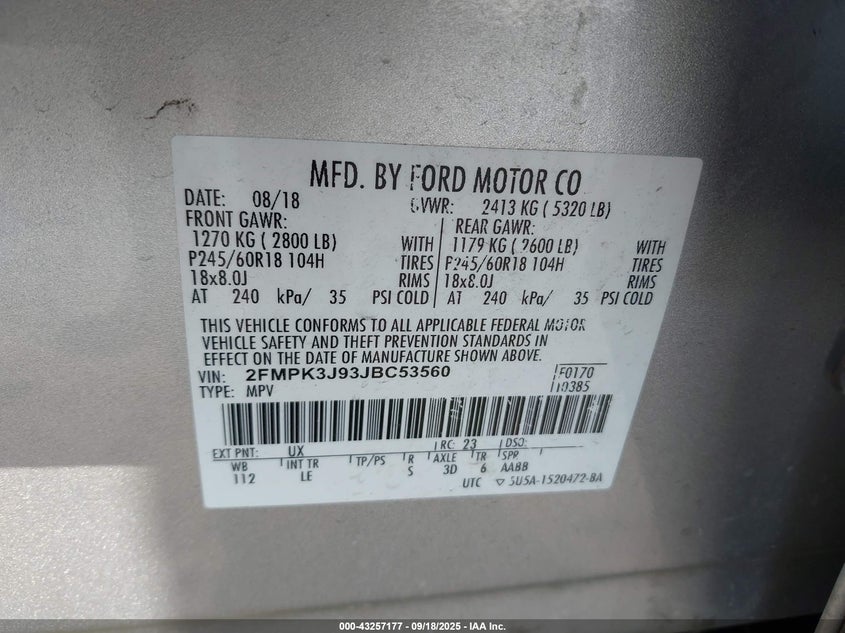 MFD. BY FORD MOTOR CO
DATE: 08/18 GVWR: 2413 KG ( 5320 LB)
FRONT GAWR: REAR GAWR:
1270 KG ( 2800 LB) WITH 1179 KG ( 2600 LB) WITH
P245/60R18 104H TIRES P245/60R18 104H TIRES
18x8.0J RIMS 18x8.0J RIMS
AT 240 kPa/ 35 PSI COLD AT 240 kPa/ 35 PSI COLD
THIS VEHICLE CONFORMS TO ALL APPLICABLE FEDERAL MOTOR
VEHICLE SAFETY AND THEFT PREVENTION STANDARDS IN
EFFECT ON THE DATE OF MANUFACTURE SHOWN ABOVE.
VIN: 2FMPK3J93JBC53560 F0170
TYPE: MPV 10385
EXT PNT: UX RC: 23 DSO:
WB INT TR TP/PS R AXLE TR SPR
112 LE S 3D 6 AABB
UTC ▽ 5U5A-1520472-BA
000-43257177 - 09/18/2025 - IAA Inc.